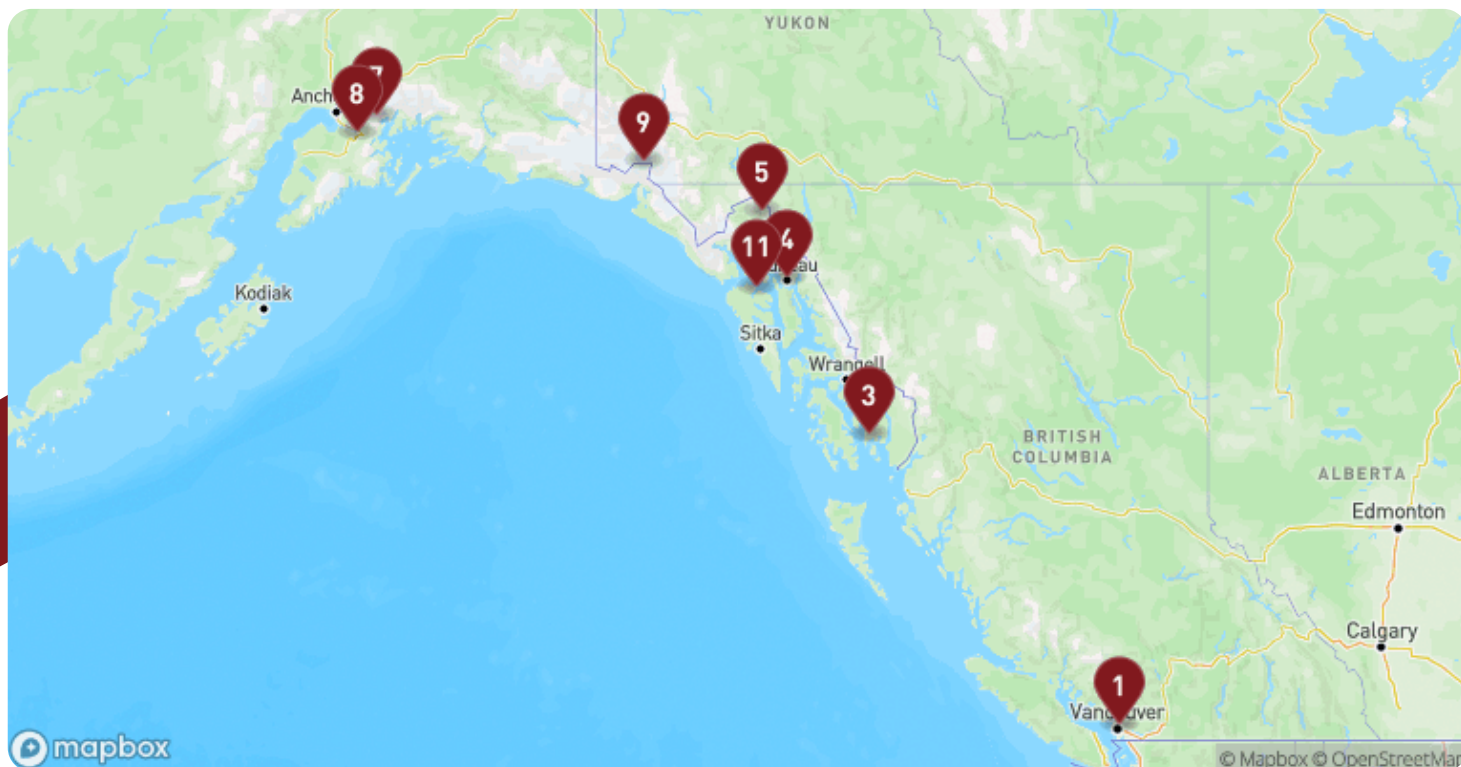 YUKON
7
8
Anch
9
5
4
11
Kodiak
Sitka
Wrangell
3
BRITISH
COLUMBIA
ALBERTA
Edmonton
Calgary
1
Vancouver
mapbox
© Mapbox © OpenStreetMap